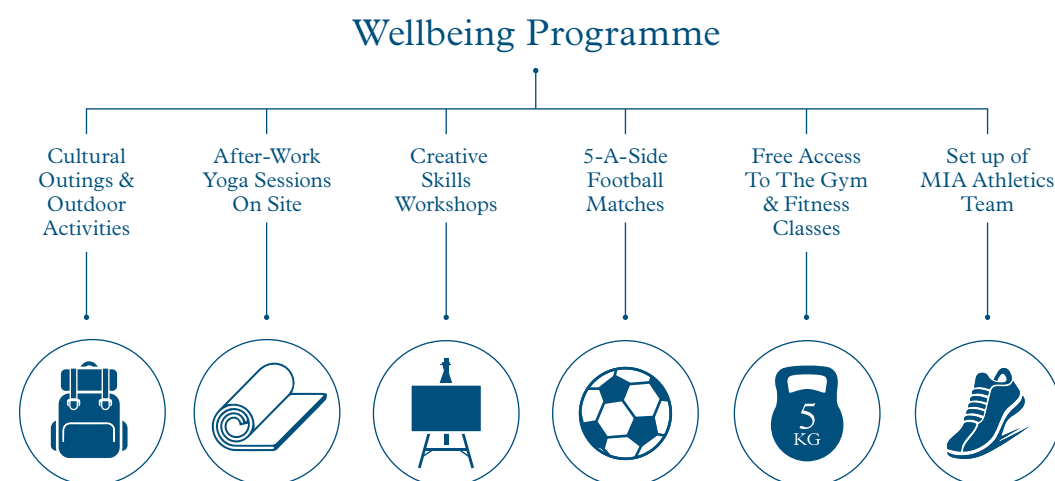 Wellbeing Programme
Cultural
Outings &
Outdoor
Activities
After-Work
Yoga Sessions
On Site
Creative
Skills
Workshops
5-A-Side
Football
Matches
Free Access
To The Gym
& Fitness
Classes
Set up of
MIA Athletics
Team
5
KG